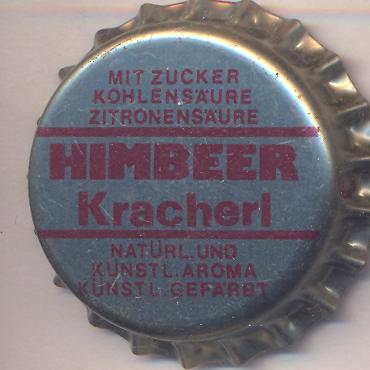 MIT ZUCKER
KOHLENSÄURE
ZITRONENSÄURE
HIMBEER
Kracherl
NATÜRL. UND
KÜNSTL. AROMA
KÜNSTL. GEFÄRBT